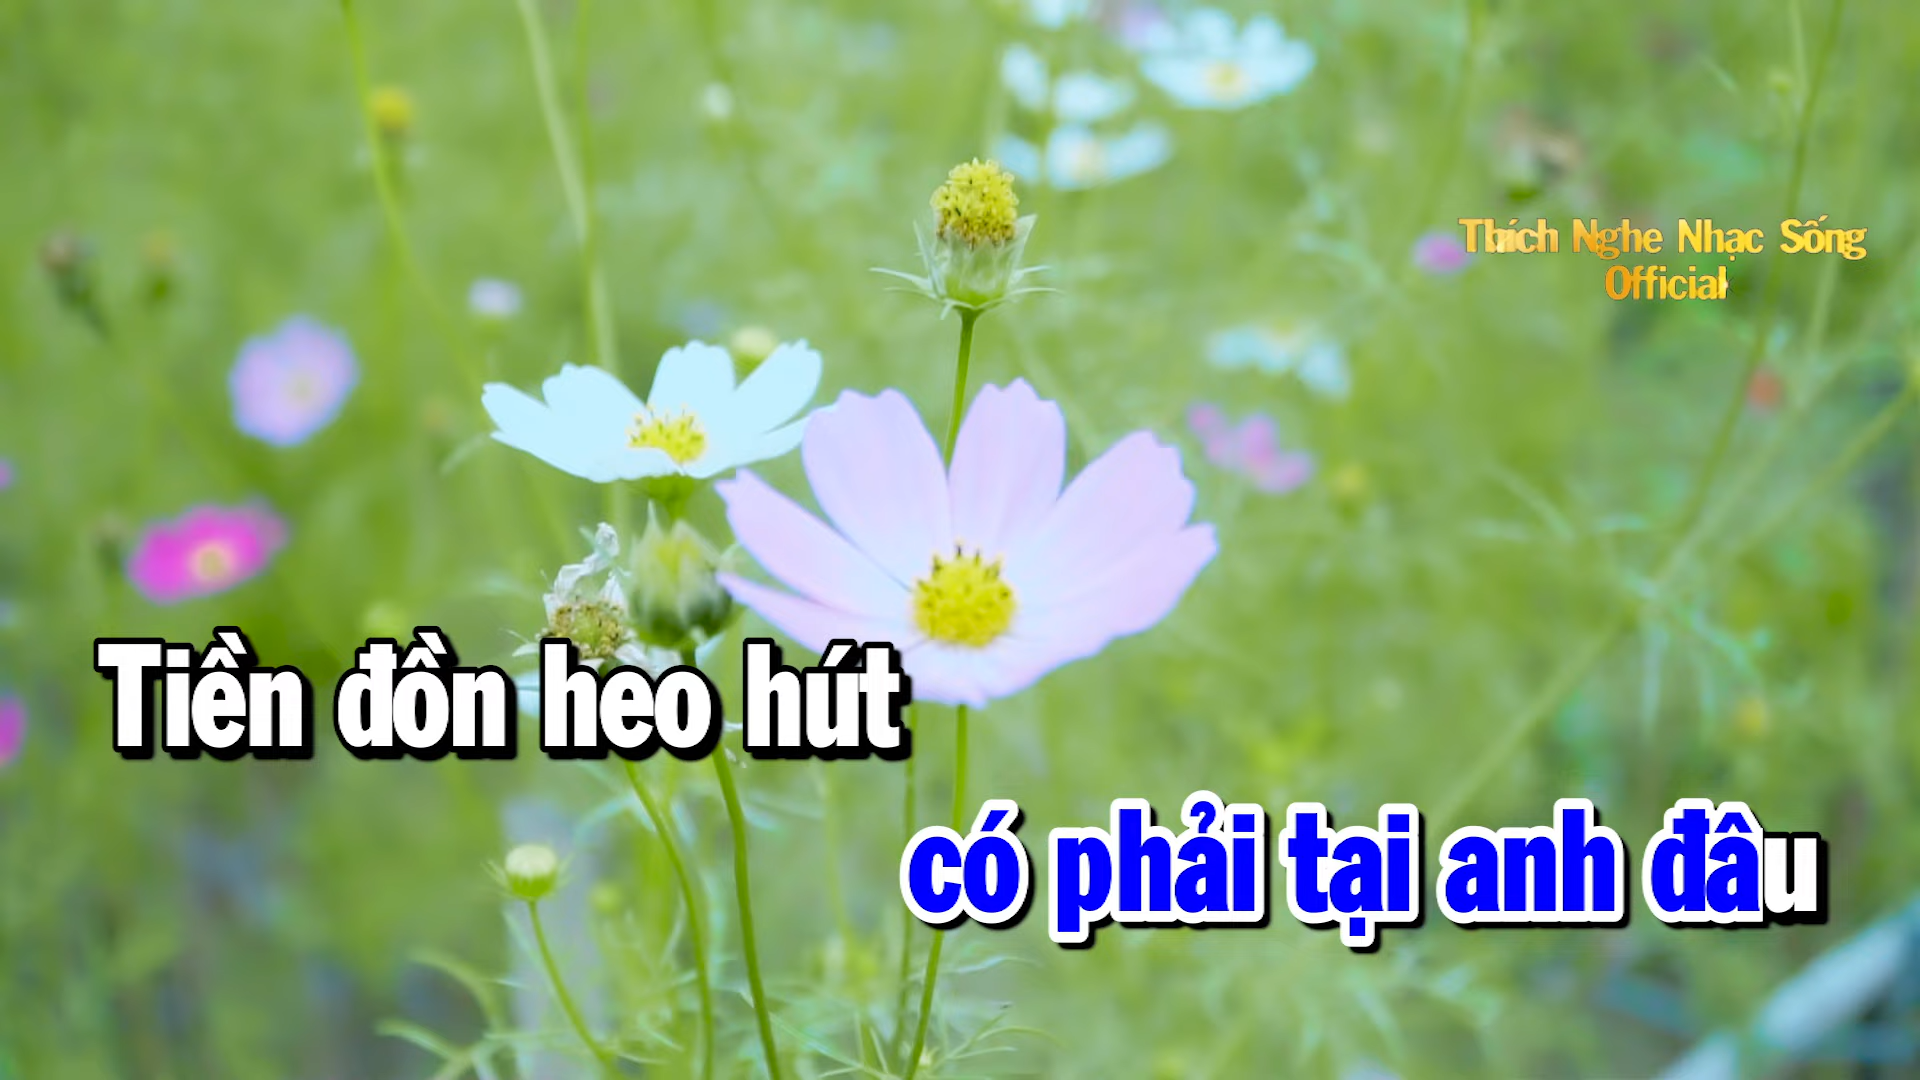 Thích Nghe Nhạc Sống
Official
Tiền đồn heo hút
có phải tại anh đâu